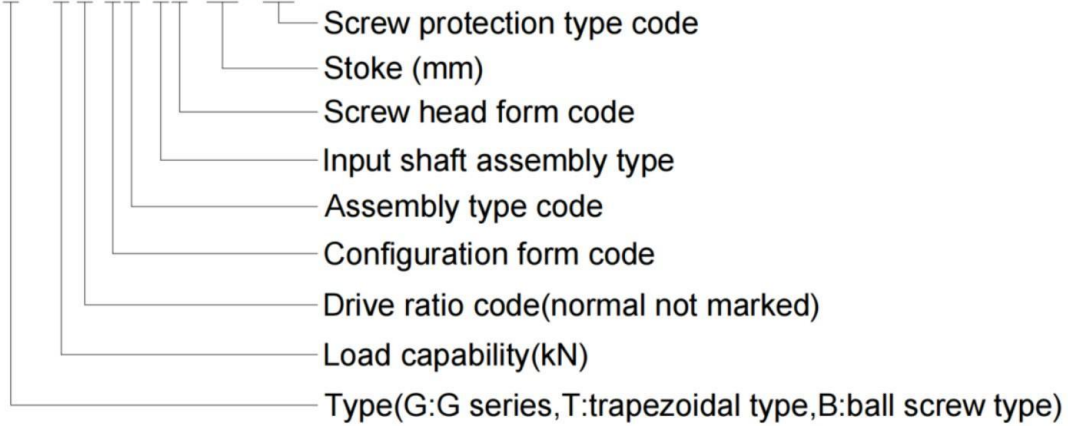 Screw protection type code
Stoke (mm)
Screw head form code
Input shaft assembly type
Assembly type code
Configuration form code
Drive ratio code(normal not marked)
Load capability(kN)
Type(G:G series,T:trapezoidal type,B:ball screw type)